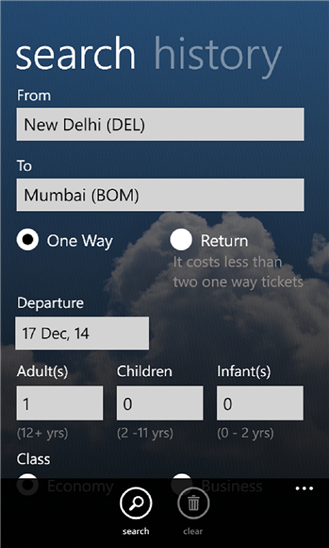 search history
From
New Delhi (DEL)
To
Mumbai (BOM)
One Way Return
It costs less than
two one way tickets
Departure
17 Dec, 14
Adult(s) Children Infant(s)
1 0 0
(12+ yrs) (2 -11 yrs) (0 - 2 yrs)
Class
Economy Business
search clear